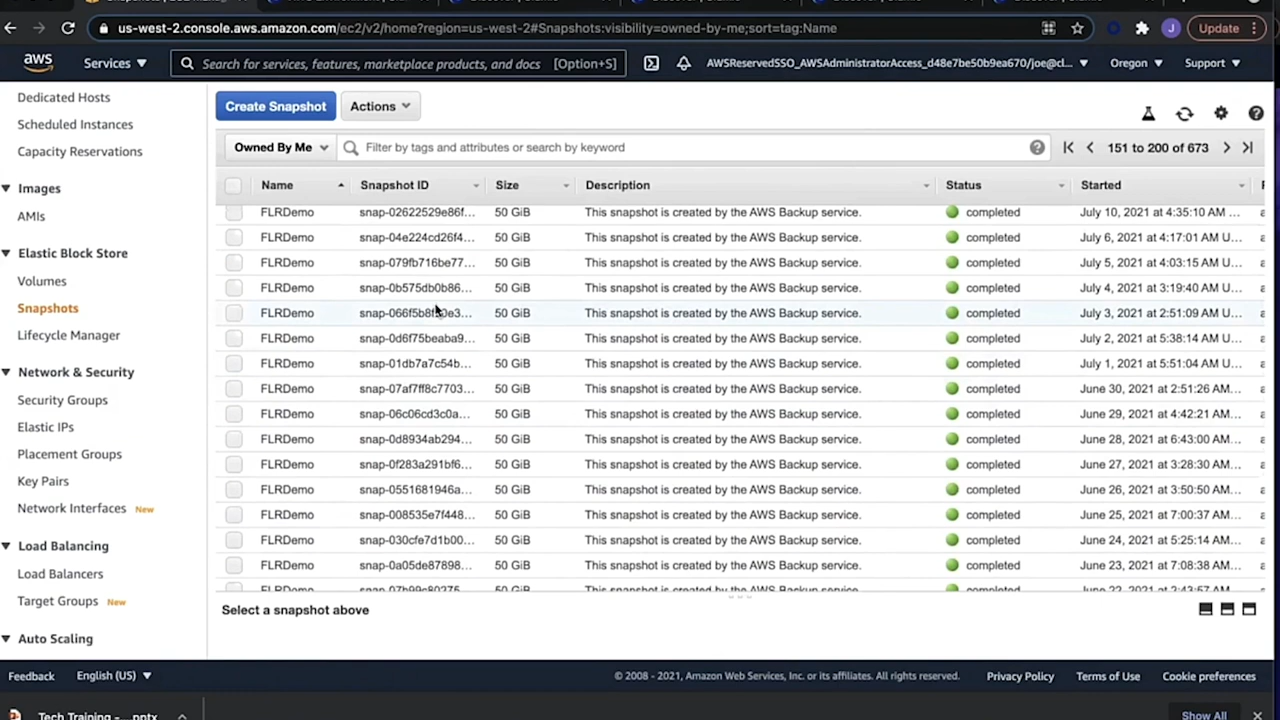 us-west-2.console.aws.amazon.com/ec2/v2/home?region=us-west-2#Snapshots:visibility=owned-by-me;sort=tag:Name
J
Update
aws
Services
Search for services, features, marketplace products, and docs
[Option+S]
AWSReservedSSO_AWSAdministratorAccess_d48e7be50b9ea670/joe@cl...
Oregon
Support
Dedicated Hosts
Scheduled Instances
Capacity Reservations
Images
AMIs
Elastic Block Store
Volumes
Snapshots
Lifecycle Manager
Network & Security
Security Groups
Elastic IPs
Placement Groups
Key Pairs
Network Interfaces New
Load Balancing
Load Balancers
Target Groups New
Auto Scaling
Create Snapshot
Actions
Owned By Me
Filter by tags and attributes or search by keyword
151 to 200 of 673
Name Snapshot ID Size Description Status Started
FLRDemo snap-02622529e86f... 50 GiB This snapshot is created by the AWS Backup service. completed July 10, 2021 at 4:35:10 AM ...
FLRDemo snap-04e224cd26f4... 50 GiB This snapshot is created by the AWS Backup service. completed July 6, 2021 at 4:17:01 AM U...
FLRDemo snap-079fb716be77... 50 GiB This snapshot is created by the AWS Backup service. completed July 5, 2021 at 4:03:15 AM U...
FLRDemo snap-0b575db0b86... 50 GiB This snapshot is created by the AWS Backup service. completed July 4, 2021 at 3:19:40 AM U...
FLRDemo 50 GiB This snapshot is created by the AWS Backup service. completed July 3, 2021 at 2:51:09 AM U...
FLRDemo snap-0d6f75beaba9... 50 GiB This snapshot is created by the AWS Backup service. completed July 2, 2021 at 5:38:14 AM U...
FLRDemo snap-01db7a7c54b... 50 GiB This snapshot is created by the AWS Backup service. completed July 1, 2021 at 5:51:04 AM U...
FLRDemo snap-07af7ff8c7703... 50 GiB This snapshot is created by the AWS Backup service. completed June 30, 2021 at 2:51:26 AM...
FLRDemo snap-06c06cd3c0a... 50 GiB This snapshot is created by the AWS Backup service. completed June 29, 2021 at 4:42:21 AM...
FLRDemo snap-0d8934ab294... 50 GiB This snapshot is created by the AWS Backup service. completed June 28, 2021 at 6:43:00 AM...
FLRDemo snap-0f283a291bf6... 50 GiB This snapshot is created by the AWS Backup service. completed June 27, 2021 at 3:28:30 AM...
FLRDemo snap-0551681946a... 50 GiB This snapshot is created by the AWS Backup service. completed June 26, 2021 at 3:50:50 AM...
FLRDemo snap-008535e7f448... 50 GiB This snapshot is created by the AWS Backup service. completed June 25, 2021 at 7:00:37 AM...
FLRDemo snap-030cfe7d1b00... 50 GiB This snapshot is created by the AWS Backup service. completed June 24, 2021 at 5:25:14 AM...
FLRDemo snap-0a05de87898... 50 GiB This snapshot is created by the AWS Backup service. completed June 23, 2021 at 7:08:38 AM...
Select a snapshot above
Feedback
English (US)
© 2008 - 2021, Amazon Web Services, Inc. or its affiliates. All rights reserved.
Privacy Policy
Terms of Use
Cookie preferences
Tech Training - ....pptx
Show All